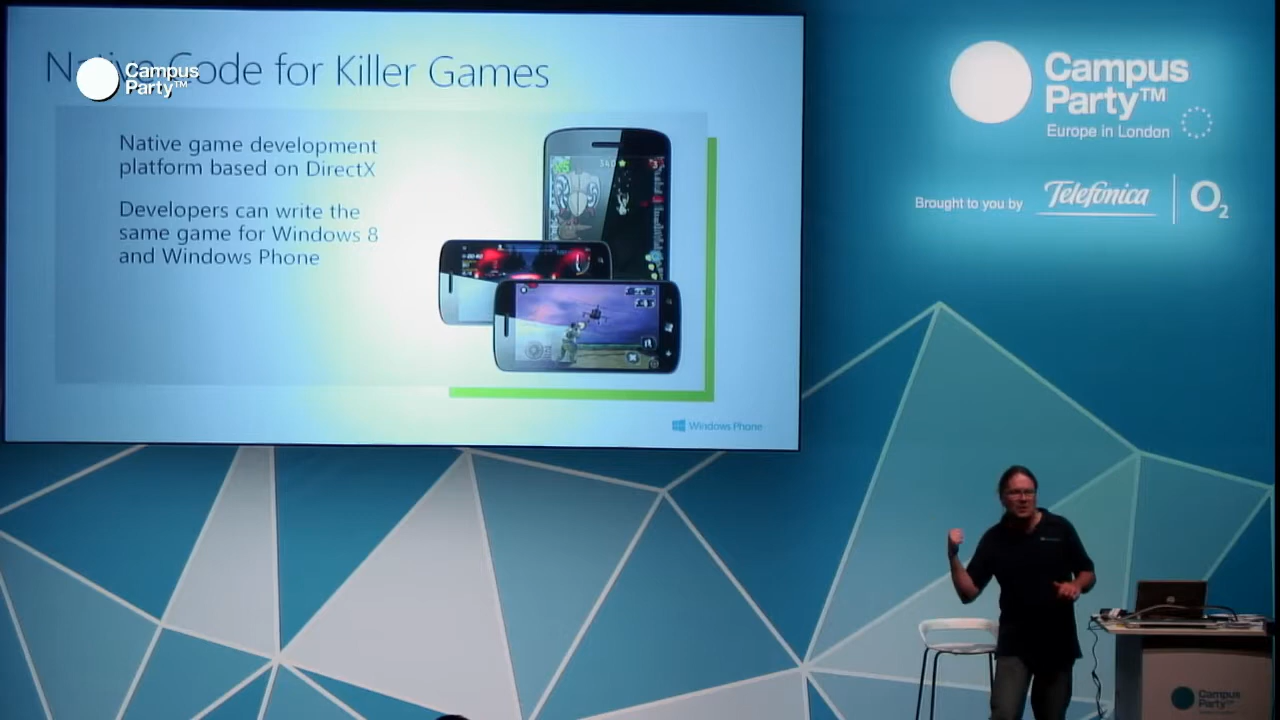 Native Code for Killer Games
Campus
Party™
Native game development
platform based on DirectX
Developers can write the
same game for Windows 8
and Windows Phone
Windows Phone
Campus
Party™
Europe in London
Brought to you by
Telefónica
O2
Campus
Party™